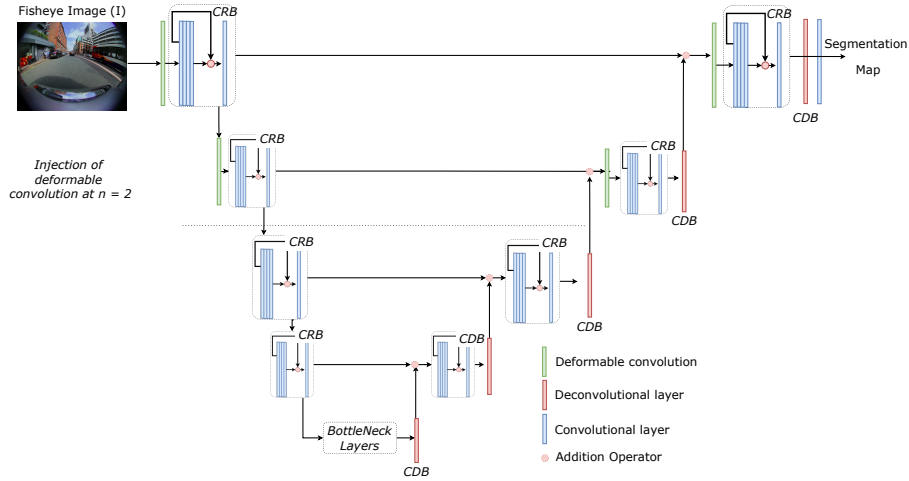 Fisheye Image (I)
CRB
CRB
Segmentation
Map
CDB
Injection of
deformable
convolution at n = 2
CRB
CRB
CDB
CRB
CRB
CDB
CRB
CDB
Deformable convolution
Deconvolutional layer
BottleNeck
Layers
Convolutional layer
Addition Operator
CDB